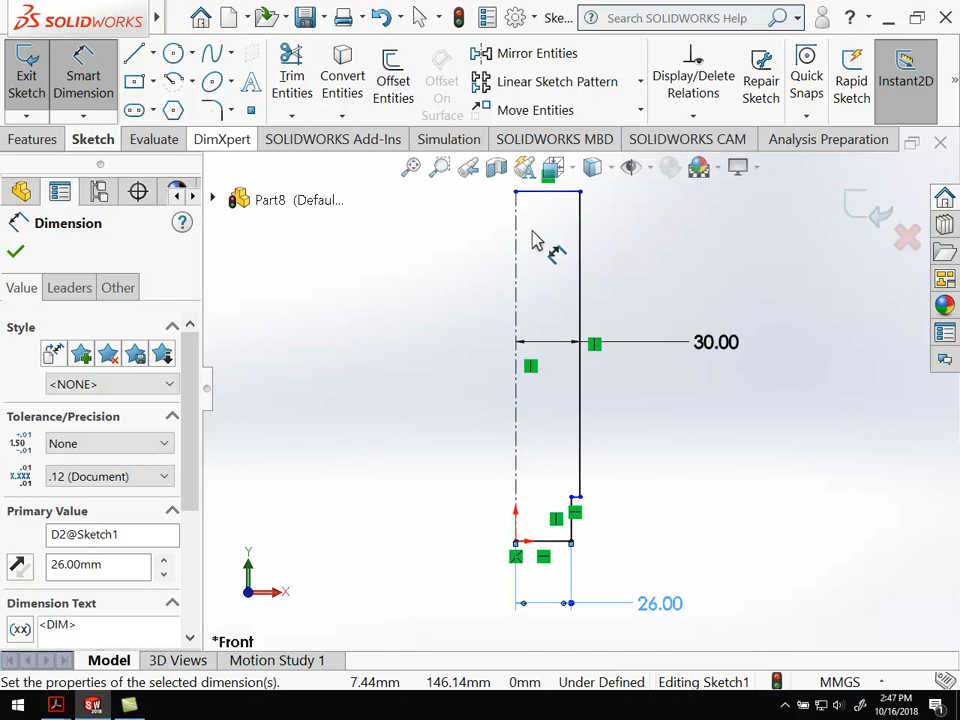 SOLIDWORKS
Ske...
Search SOLIDWORKS Help
Exit Sketch
Smart Dimension
Trim Entities
Convert Entities
Offset Entities
Offset On Surface
Mirror Entities
Linear Sketch Pattern
Move Entities
Display/Delete Relations
Repair Sketch
Quick Snaps
Rapid Sketch
Instant2D
Features
Sketch
Evaluate
DimXpert
SOLIDWORKS Add-Ins
Simulation
SOLIDWORKS MBD
SOLIDWORKS CAM
Analysis Preparation
Part8 (Defaul...
Dimension
Value
Leaders
Other
Style
<NONE>
Tolerance/Precision
None
.12 (Document)
Primary Value
D2@Sketch1
26.00mm
Dimension Text
<DIM>
30.00
26.00
Y
X
*Front
Model
3D Views
Motion Study 1
Set the properties of the selected dimension(s).
7.44mm
146.14mm
0mm
Under Defined
Editing Sketch1
MMGS
2:47 PM
10/16/2018